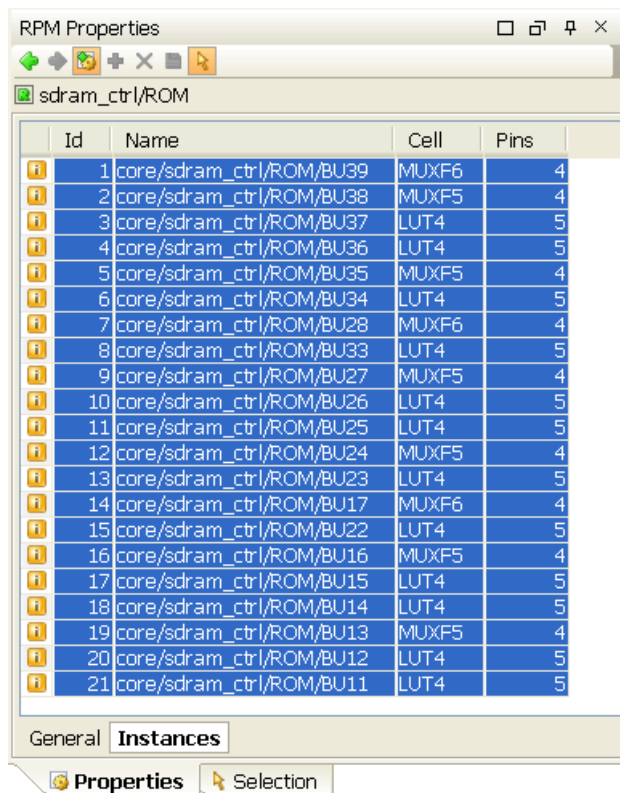 RPM Properties
sdram_ctrl/ROM
Id Name Cell Pins
1 core/sdram_ctrl/ROM/BU39 MUXF6 4
2 core/sdram_ctrl/ROM/BU38 MUXF5 4
3 core/sdram_ctrl/ROM/BU37 LUT4 5
4 core/sdram_ctrl/ROM/BU36 LUT4 5
5 core/sdram_ctrl/ROM/BU35 MUXF5 4
6 core/sdram_ctrl/ROM/BU34 LUT4 5
7 core/sdram_ctrl/ROM/BU28 MUXF6 4
8 core/sdram_ctrl/ROM/BU33 LUT4 5
9 core/sdram_ctrl/ROM/BU27 MUXF5 4
10 core/sdram_ctrl/ROM/BU26 LUT4 5
11 core/sdram_ctrl/ROM/BU25 LUT4 5
12 core/sdram_ctrl/ROM/BU24 MUXF5 4
13 core/sdram_ctrl/ROM/BU23 LUT4 5
14 core/sdram_ctrl/ROM/BU17 MUXF6 4
15 core/sdram_ctrl/ROM/BU22 LUT4 5
16 core/sdram_ctrl/ROM/BU16 MUXF5 4
17 core/sdram_ctrl/ROM/BU15 LUT4 5
18 core/sdram_ctrl/ROM/BU14 LUT4 5
19 core/sdram_ctrl/ROM/BU13 MUXF5 4
20 core/sdram_ctrl/ROM/BU12 LUT4 5
21 core/sdram_ctrl/ROM/BU11 LUT4 5
General Instances
Properties Selection